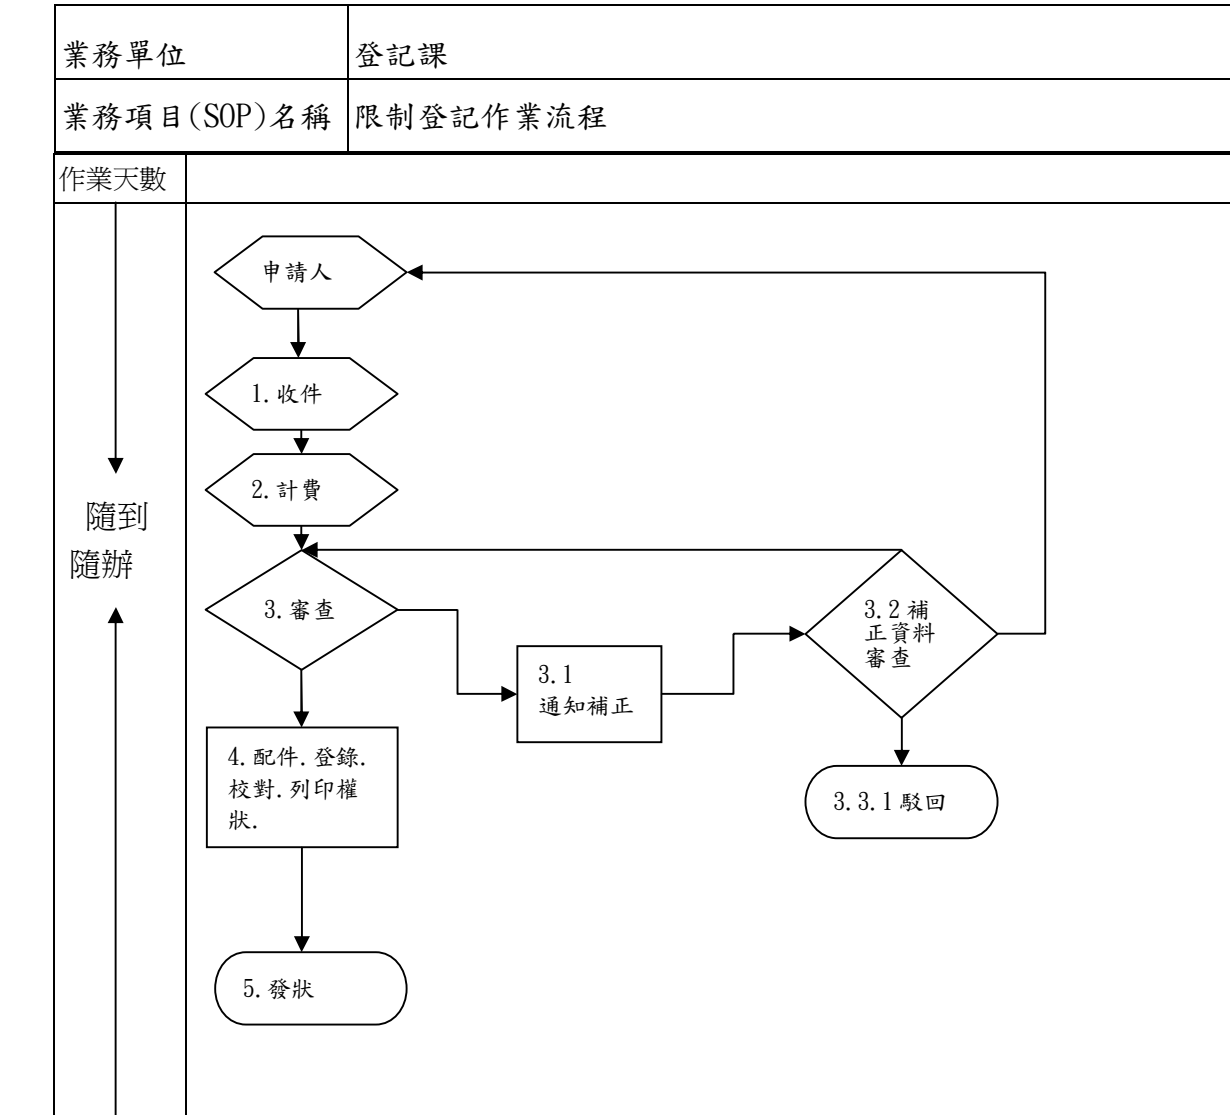 業務單位
登記課
業務項目(SOP)名稱
限制登記作業流程
作業天數
申請人
1.收件
2.計費
隨到
隨辦
3.審查
3.2補
正資料
審查
3.1
通知補正
4.配件.登錄.
校對.列印權
狀.
3.3.1駁回
5.發狀